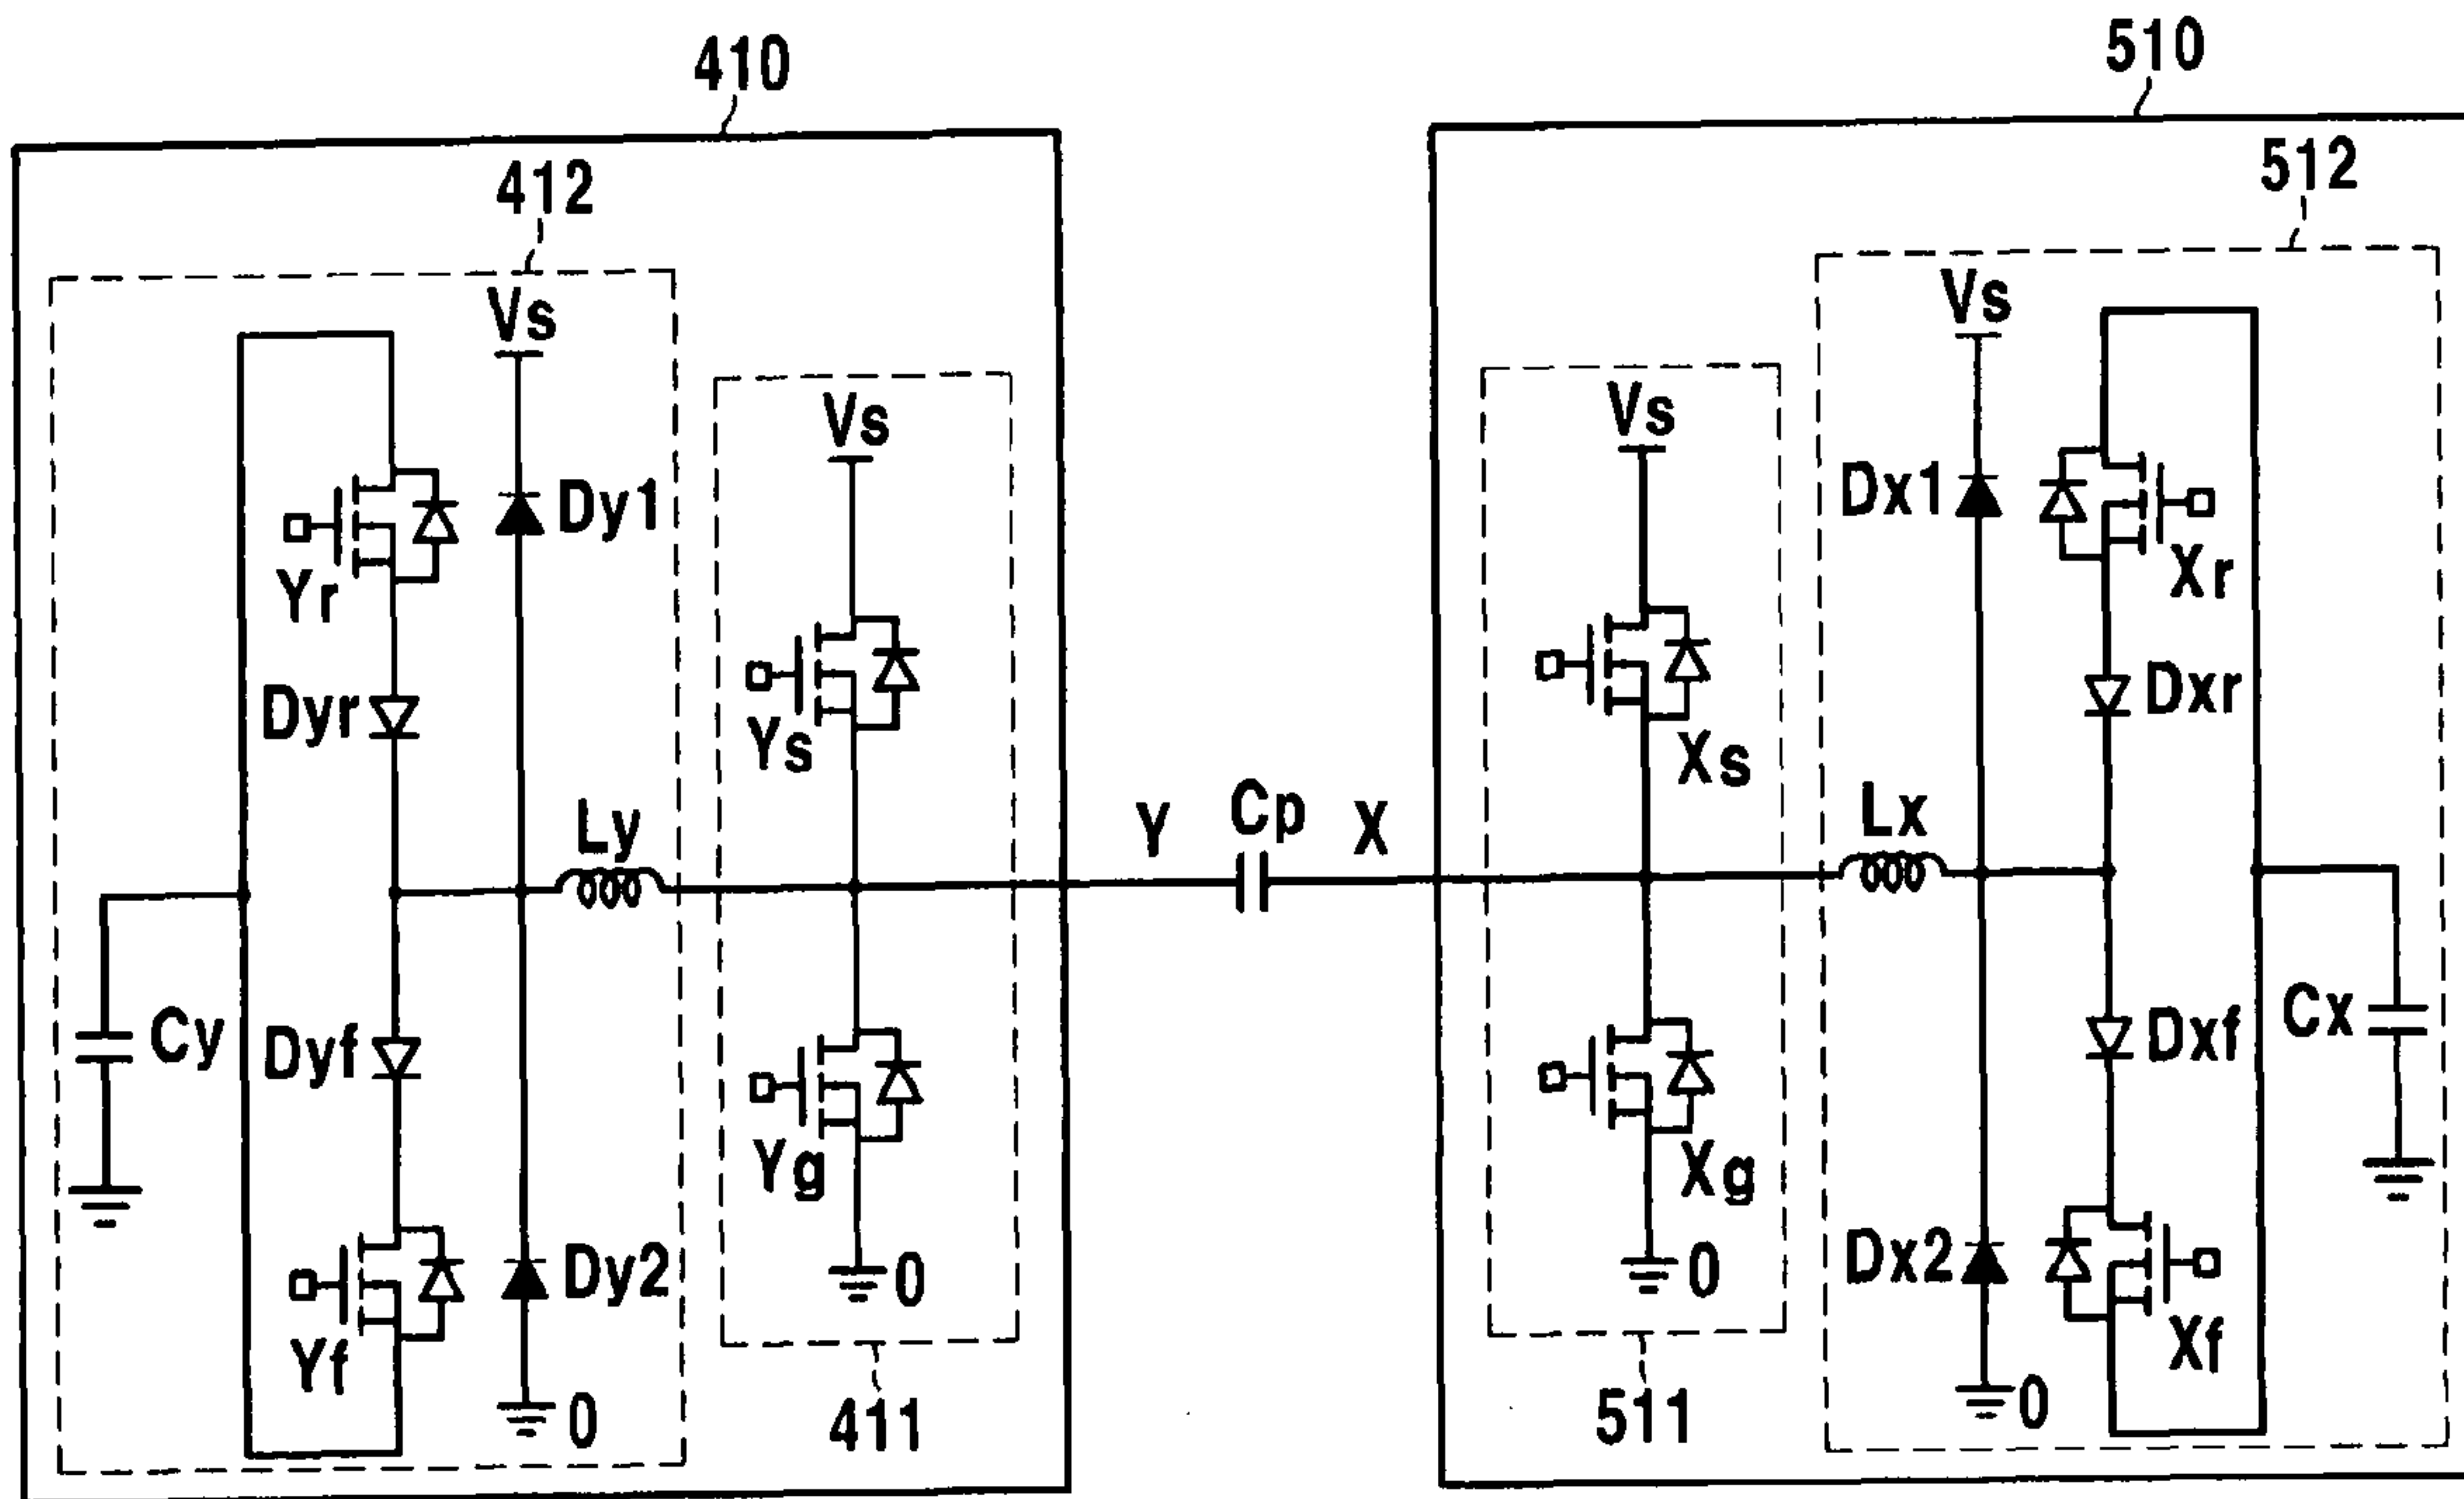 410
510
412
512
Vs
Vs
Vs
Vs
Dy1
Dx1
Yr
Xr
Dyr
Dxr
Ys
Xs
Ly
Y
Cp
X
Lx
Cy
Dyf
Dxf
Cx
Yg
Xg
Dy2
0
0
Dx2
Yf
Xf
0
0
411
511